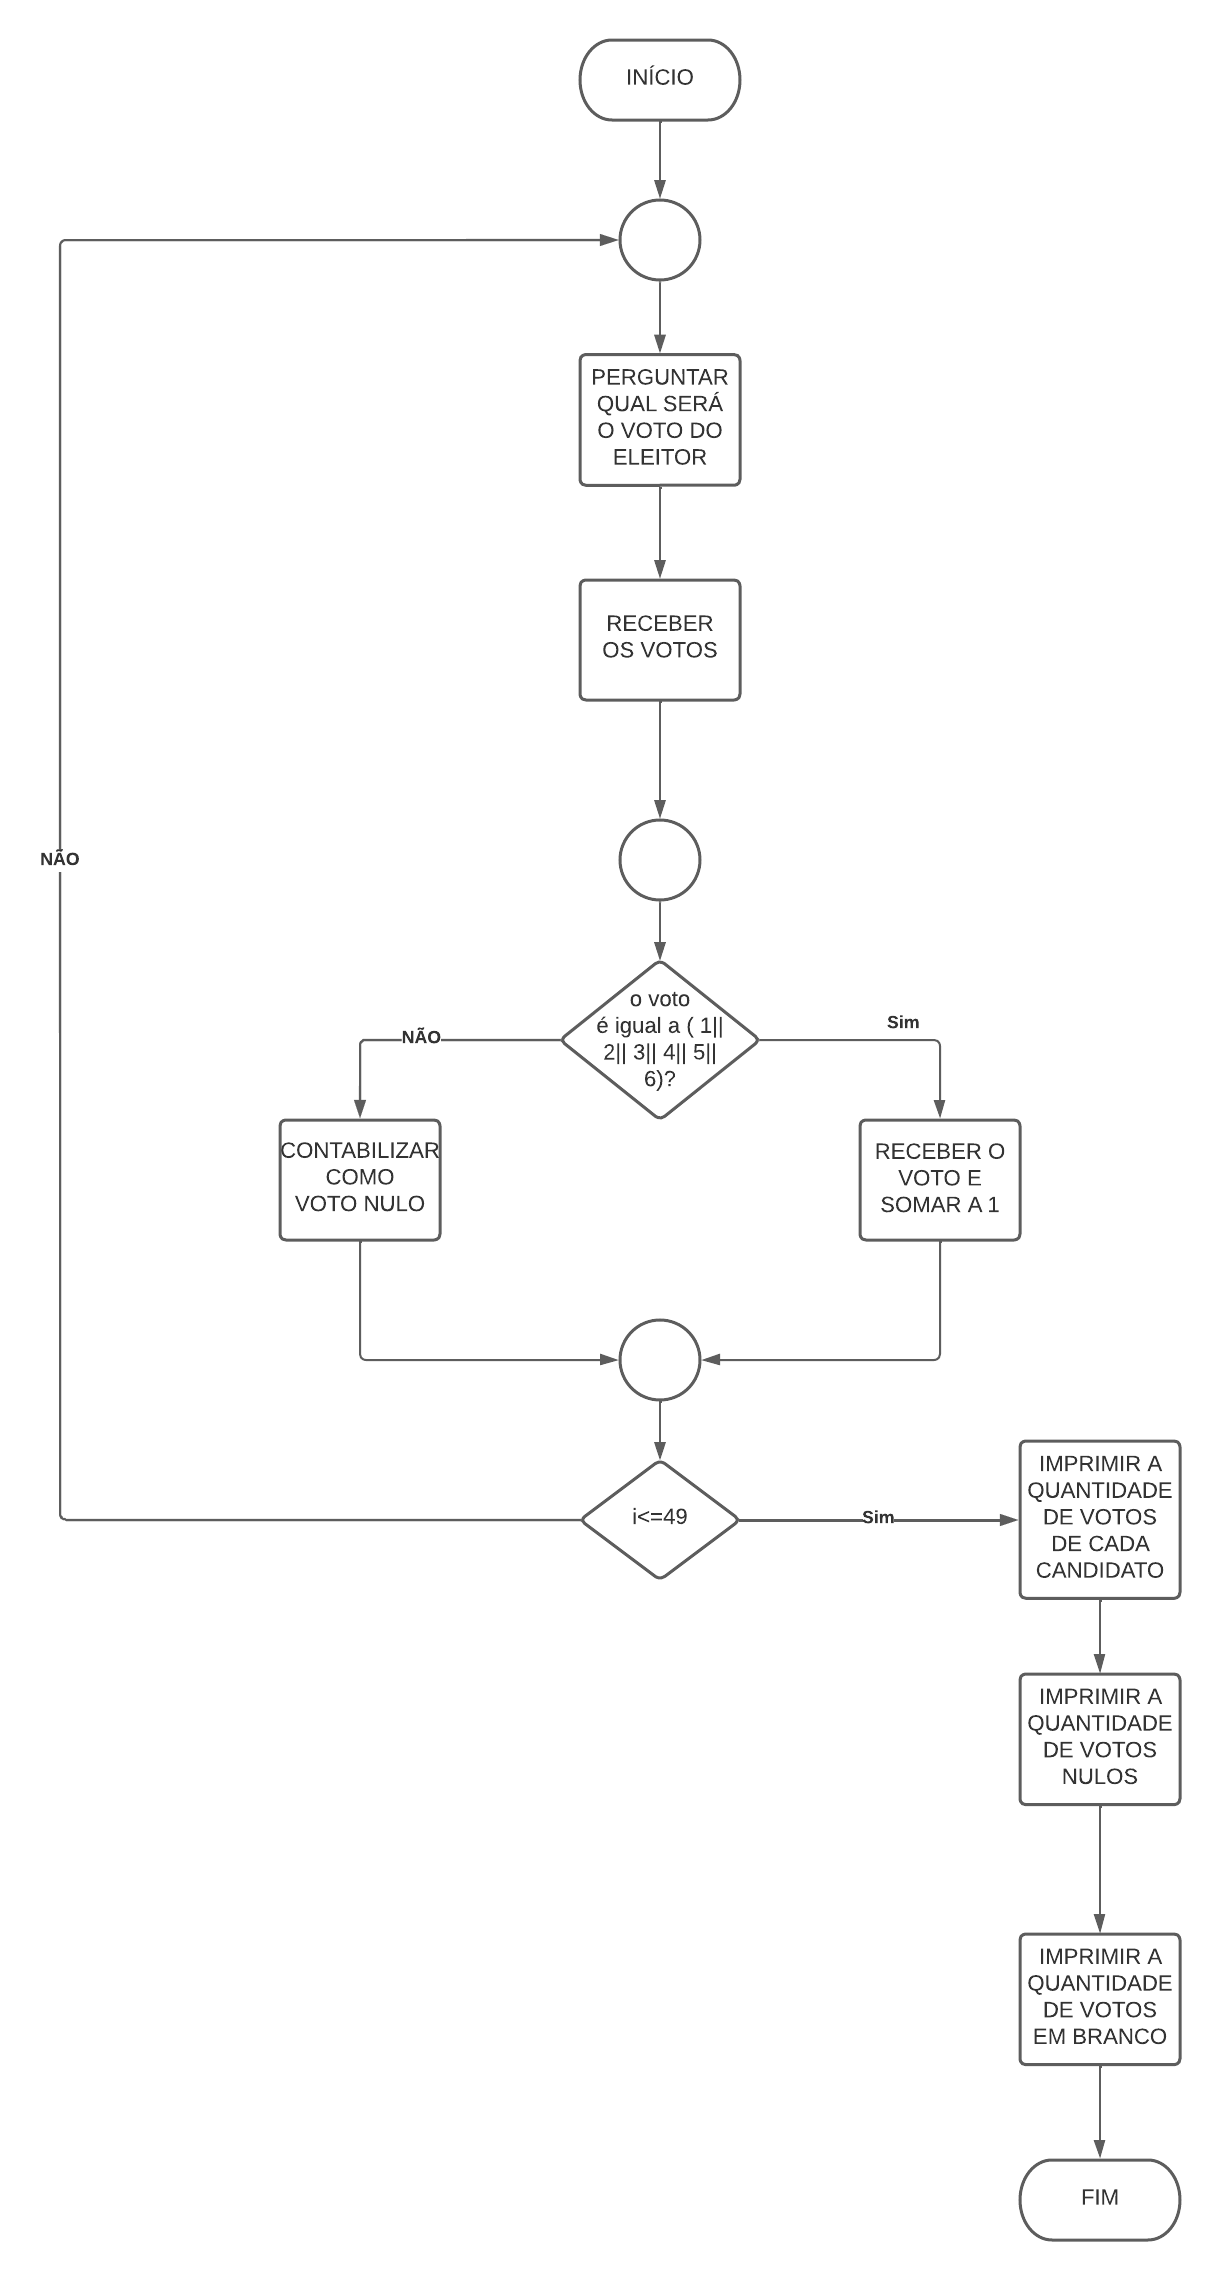 INÍCIO
PERGUNTAR
QUAL SERÁ
O VOTO DO
ELEITOR
RECEBER
OS VOTOS
NÃO
o voto
é igual a ( 1||
2|| 3|| 4|| 5||
6)?
NÃO
Sim
CONTABILIZAR
COMO
VOTO NULO
RECEBER O
VOTO E
SOMAR A 1
i<=49
Sim
IMPRIMIR A
QUANTIDADE
DE VOTOS
DE CADA
CANDIDATO
IMPRIMIR A
QUANTIDADE
DE VOTOS
NULOS
IMPRIMIR A
QUANTIDADE
DE VOTOS
EM BRANCO
FIM